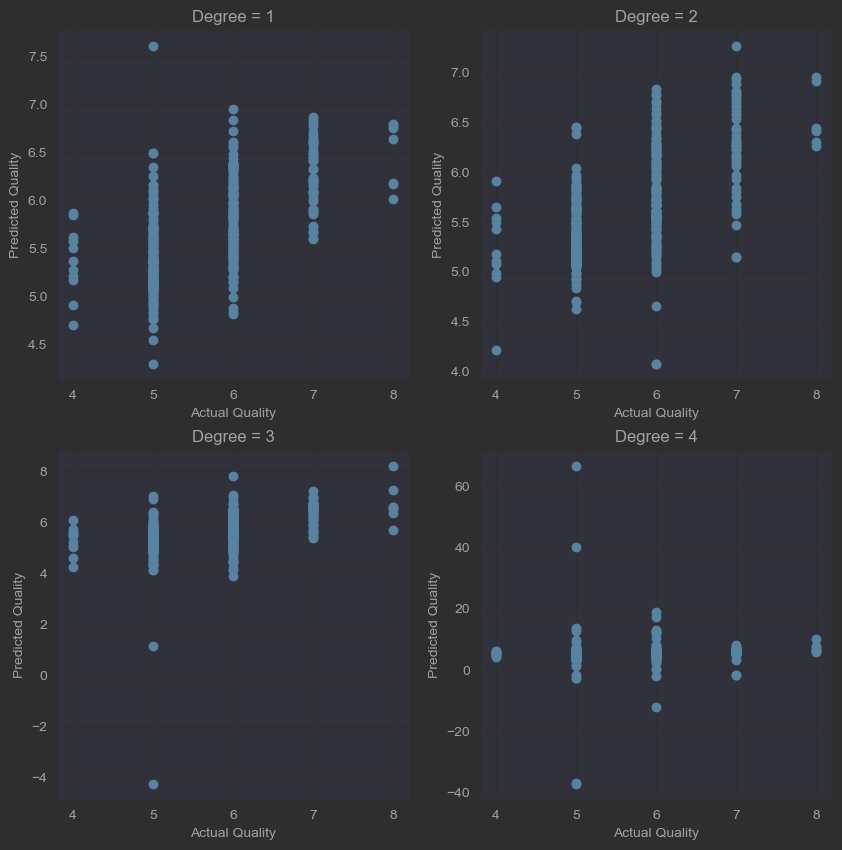 Degree = 1
7.5
7.0
6.5
6.0
5.5
5.0
4.5
Predicted Quality
4 5 6 7 8
Actual Quality
Degree = 2
7.0
6.5
6.0
5.5
5.0
4.5
4.0
Predicted Quality
4 5 6 7 8
Actual Quality
Degree = 3
8
6
4
2
0
−2
−4
Predicted Quality
4 5 6 7 8
Actual Quality
Degree = 4
60
40
20
0
−20
−40
Predicted Quality
4 5 6 7 8
Actual Quality